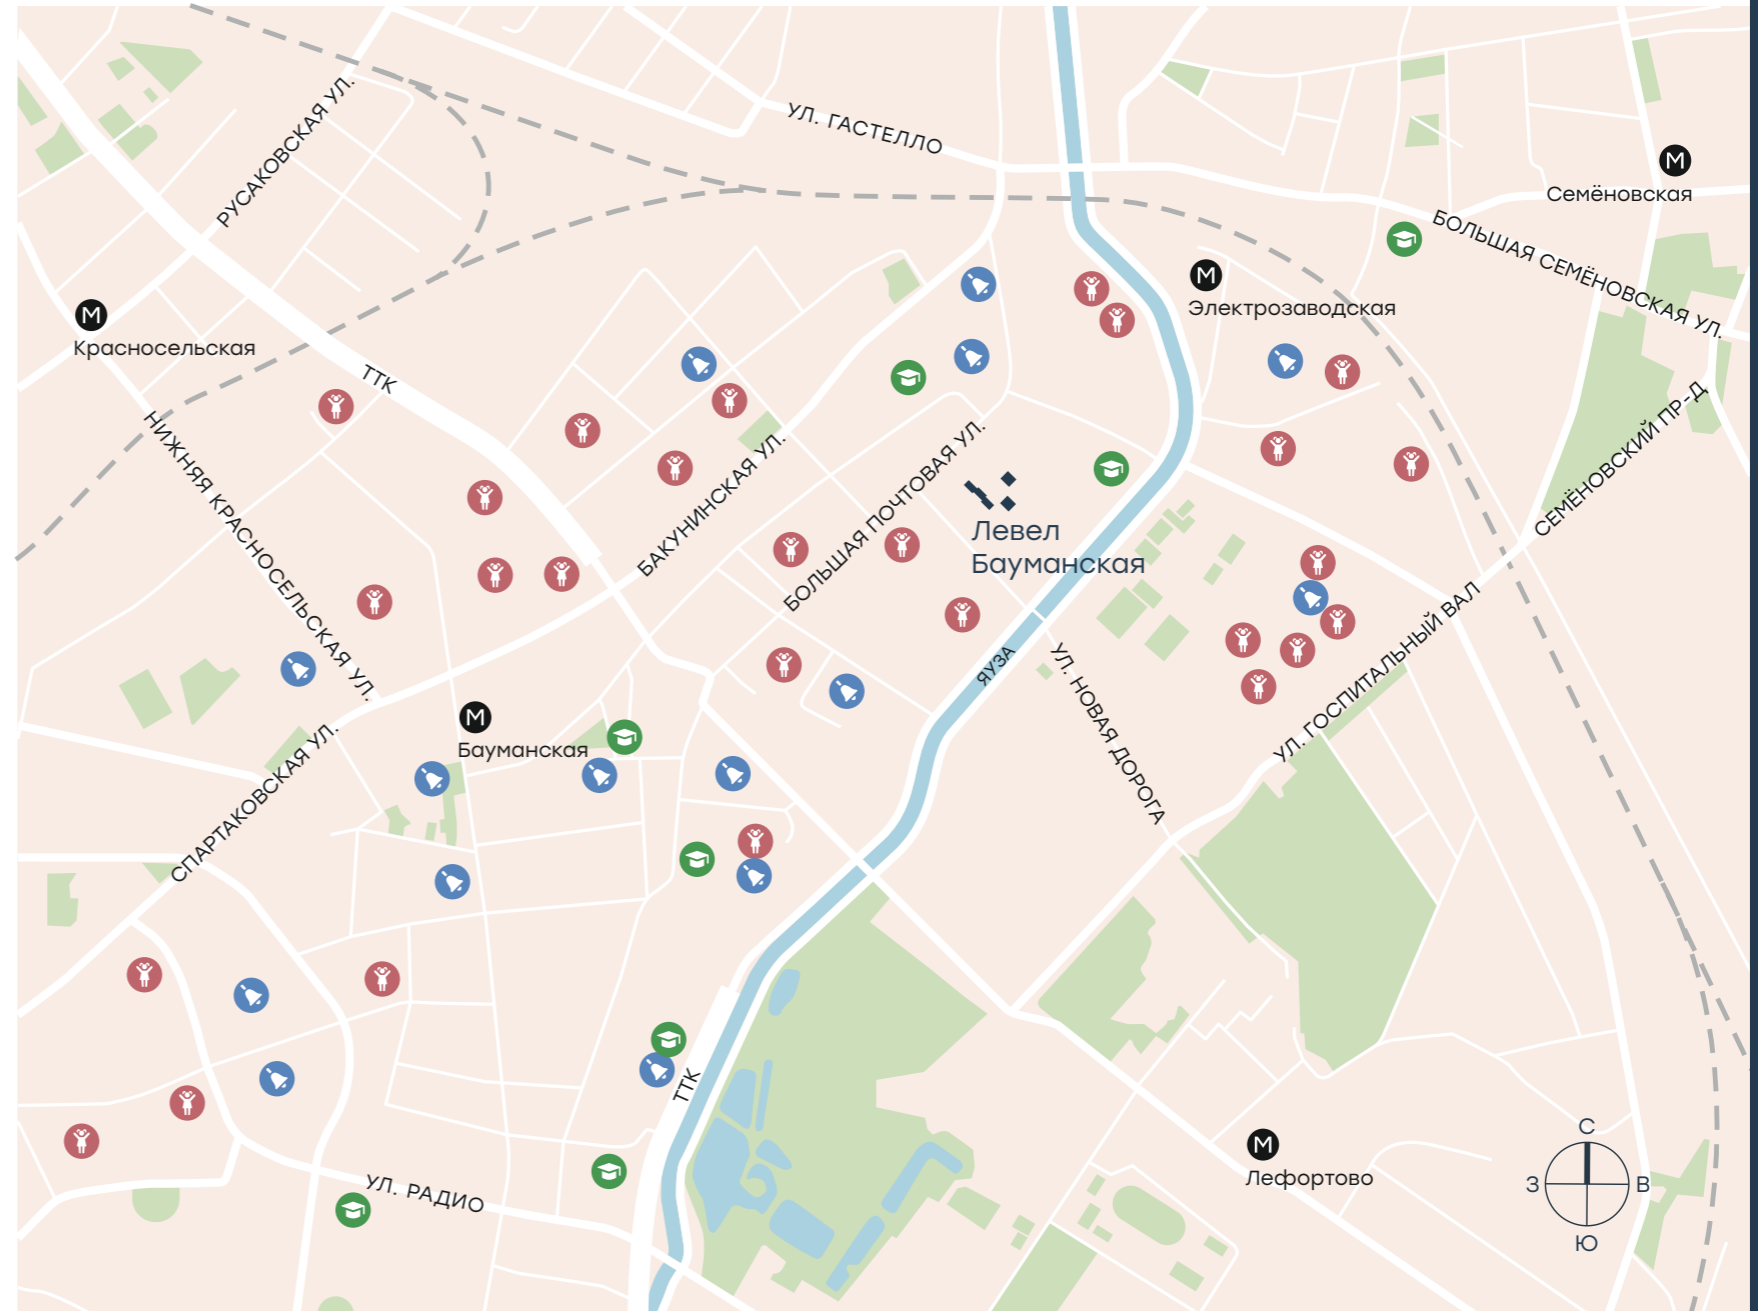 УЛ. ГАСТЕЛЛО
РУСАКОВСКАЯ УЛ.
М
Семёновская
БОЛЬШАЯ СЕМЁНОВСКАЯ УЛ.
М
Электрозаводская
М
Красносельская
ТТК
НИЖНЯЯ КРАСНОСЕЛЬСКАЯ УЛ.
БАКУНИНСКАЯ УЛ.
БОЛЬШАЯ ПОЧТОВАЯ УЛ.
СЕМЁНОВСКИЙ ПР-Д.
Левел
Бауманская
ЯУЗА
УЛ. НОВАЯ ДОРОГА
УЛ. ГОСПИТАЛЬНЫЙ ВАЛ
М
Бауманская
СПАРТАКОВСКАЯ УЛ.
ТТК
УЛ. РАДИО
М
Лефортово
С
З
В
Ю